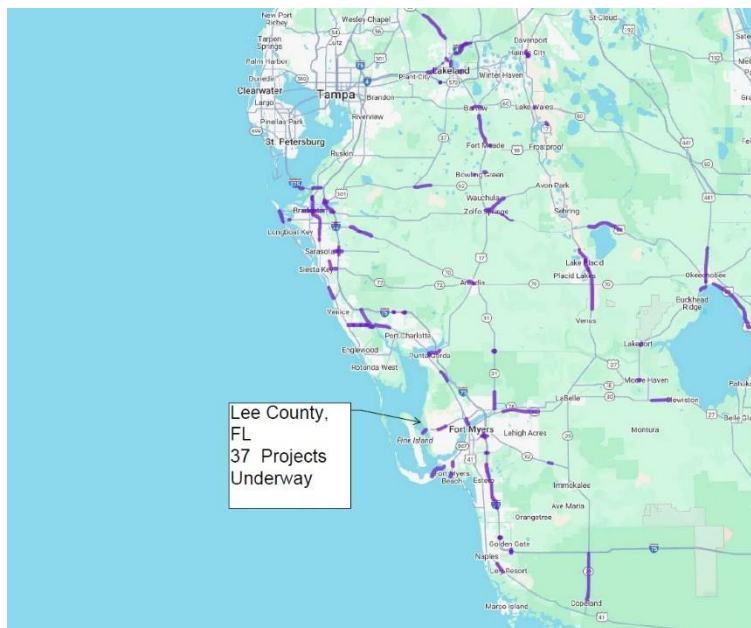 New Port
Richey
Wesley Chapel
Tarpon
Springs
Lutz
Palm Harbor
Dunedin
Clearwater
Largo
Pinellas Park
St. Petersburg
Tampa
Brandon
Riverview
Ruskin
Plant City
Lakeland
Winter Haven
Davenport
Haines City
St Cloud
Bartow
Lake Wales
Fort Meade
Frostproof
Bowling Green
Wauchula
Avon Park
Zolfo Springs
Sebring
Bradenton
Longboat Key
Sarasota
Siesta Key
Lake Placid
Placid Lakes
Okeechobee
Buckhead
Ridge
Arcadia
Venice
Venus
Port Charlotte
Englewood
Punta Gorda
Rotonda West
Lakeport
Moore Haven
LaBelle
Clewiston
Belle Gla
Pahok
Lee County,
FL
37 Projects
Underway
Pine Island
Fort Myers
Lehigh Acres
Montura
Fort Myers
Beach
Estero
Immokalee
Ave Maria
Orangetree
Golden Gate
Naples
Lely Resort
Marco Island
Copeland